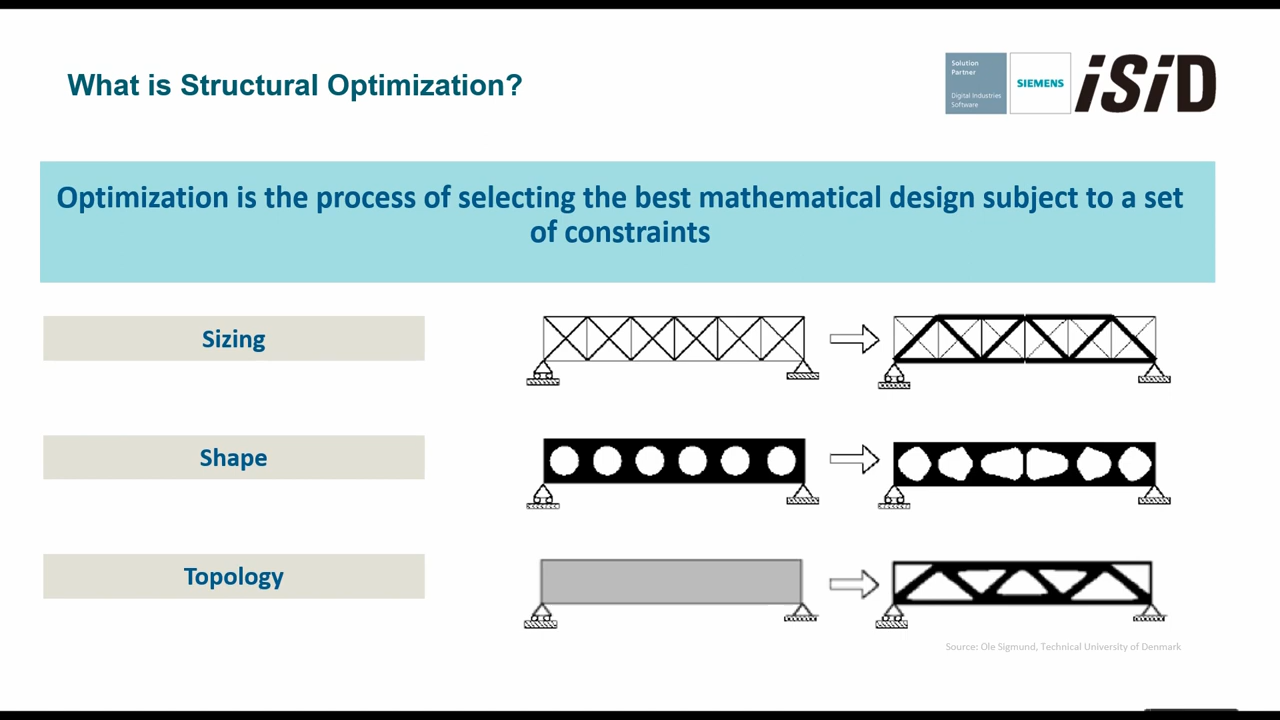 What is Structural Optimization?
Solution
Partner
Digital Industries
Software
SIEMENS
iSiD
Optimization is the process of selecting the best mathematical design subject to a set
of constraints
Sizing
Shape
Topology
Source: Ole Sigmund, Technical University of Denmark